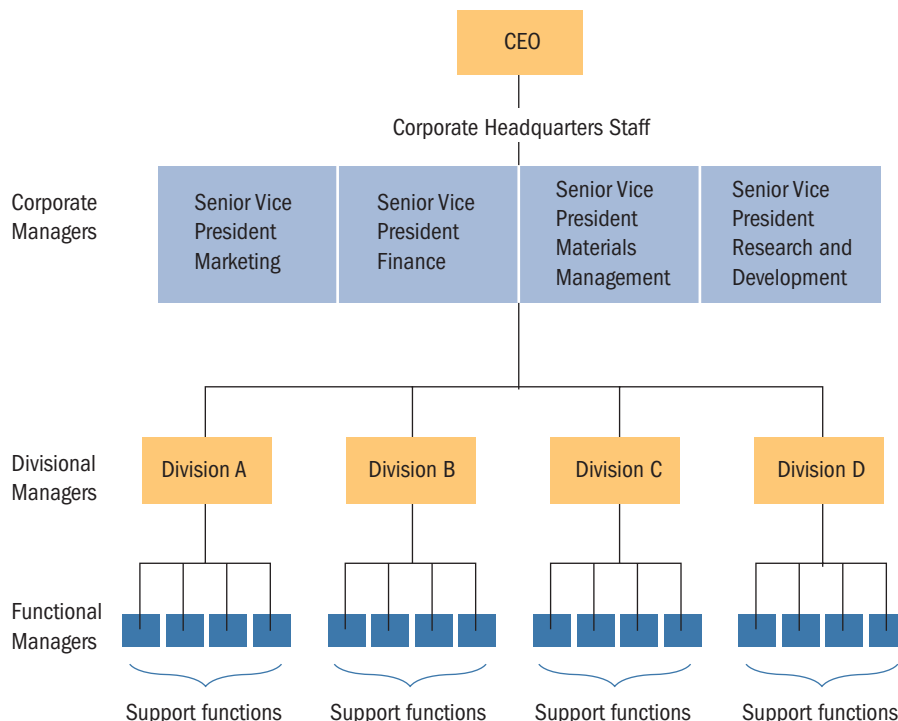 CEO
Corporate Headquarters Staff
Corporate
Managers
Senior Vice
President
Marketing
Senior Vice
President
Finance
Senior Vice
President
Materials
Management
Senior Vice
President
Research and
Development
Divisional
Managers
Division A
Division B
Division C
Division D
Functional
Managers
Support functions
Support functions
Support functions
Support functions